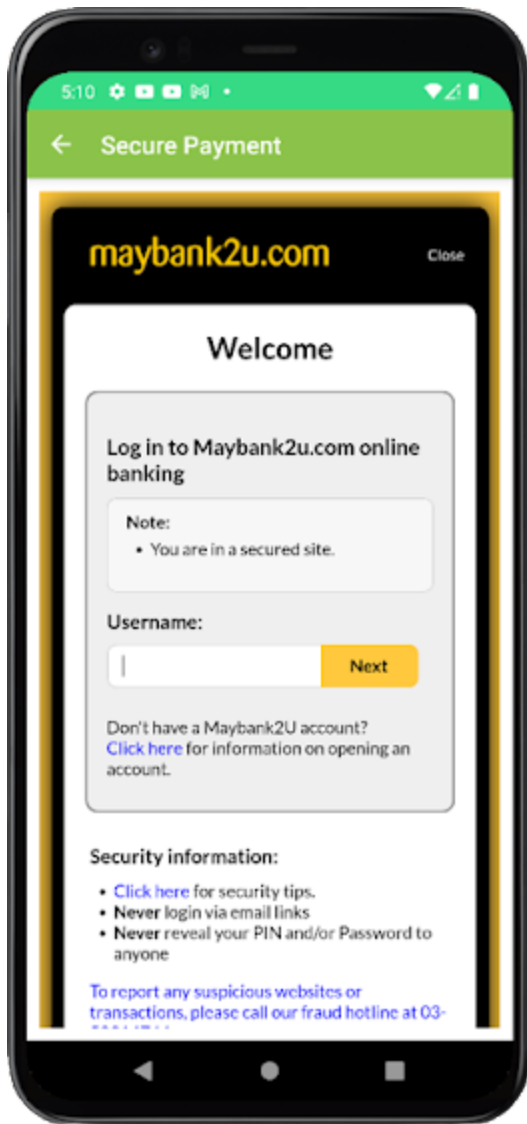 5:10
Secure Payment
maybank2u.com
Close
Welcome
Log in to Maybank2u.com online
banking
Note:
• You are in a secured site.
Username:
Next
Don't have a Maybank2U account?
Click here for information on opening an
account.
Security information:
• Click here for security tips.
• Never login via email links
• Never reveal your PIN and/or Password to
anyone
To report any suspicious websites or
transactions, please call our fraud hotline at 03-